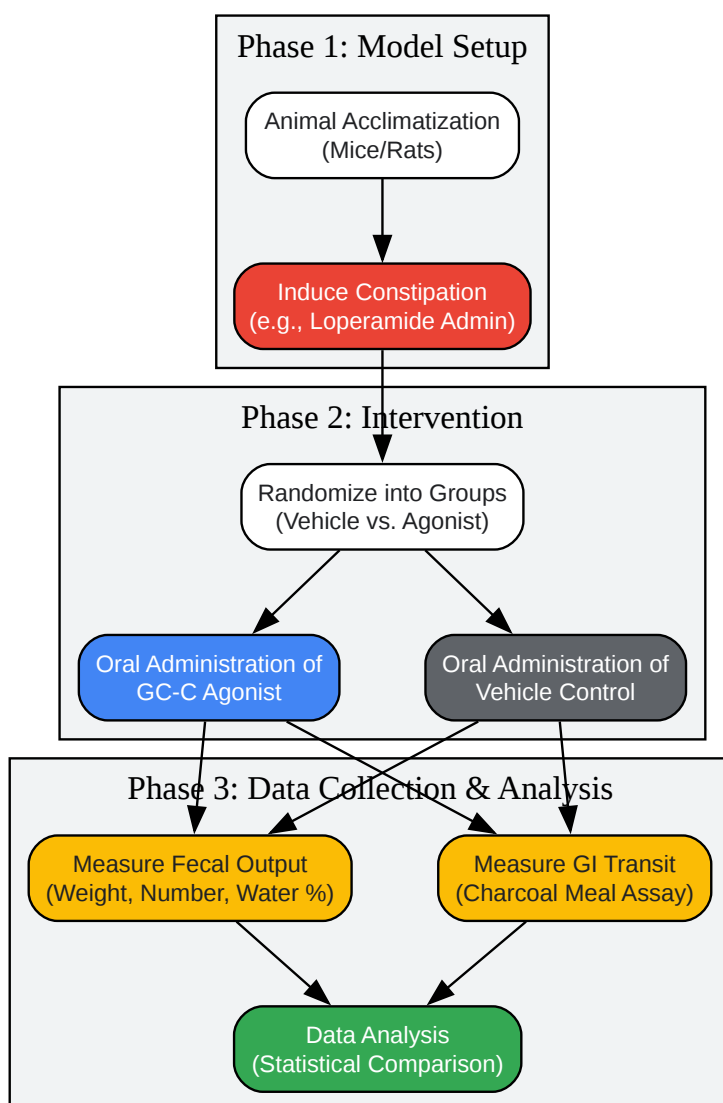 Phase 1: Model Setup
Animal Acclimatization
(Mice/Rats)
Induce Constipation
(e.g., Loperamide Admin)
Phase 2: Intervention
Randomize into Groups
(Vehicle vs. Agonist)
Oral Administration of
GC-C Agonist
Oral Administration of
Vehicle Control
Phase 3: Data Collection & Analysis
Measure Fecal Output
(Weight, Number, Water %)
Measure GI Transit
(Charcoal Meal Assay)
Data Analysis
(Statistical Comparison)